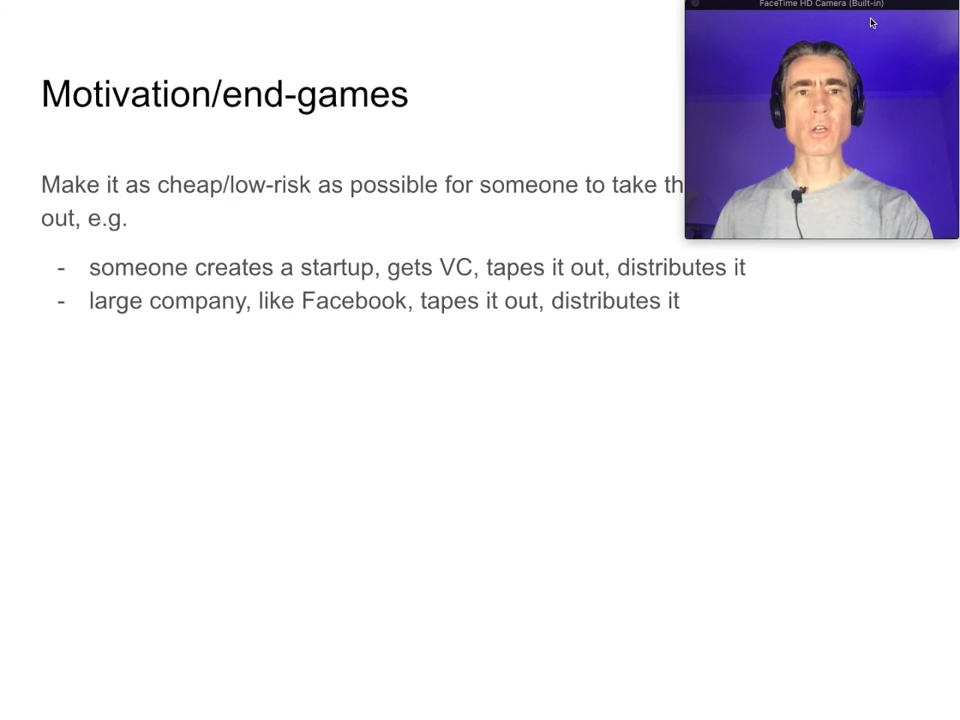 FaceTime HD Camera (Built-in)
Motivation/end-games
Make it as cheap/low-risk as possible for someone to take
out, e.g.
- someone creates a startup, gets VC, tapes it out, distributes it
- large company, like Facebook, tapes it out, distributes it